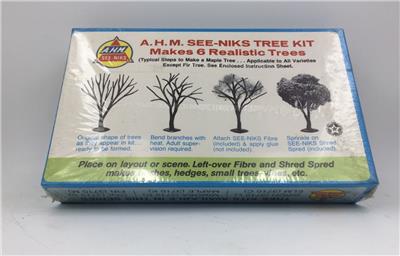 A.H.M. SEE-NIKS TREE KIT
Makes 6 Realistic Trees
(Typical Steps to Make a Maple Tree . . . Applicable to All Varieties
Except Fir Tree. See Enclosed Instruction Sheet.
AHM
SEE-NIKS
Original shape of trees
as they appear in kit...
ready to be formed.
Bend branches with
heat. Adult super-
vision required.
Attach SEE-NIKS Fibre
(included) & apply glue
(not included)
Sprinkle on
SEE-NIKS Shred
Spred (included)
Place on layout or scene. Left-over Fibre and Shred Spred
makes bushes, hedges, small trees, vines, etc.